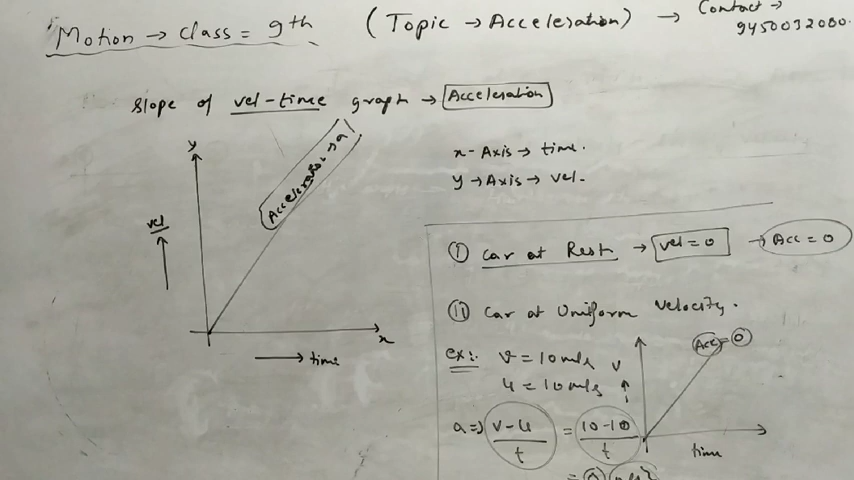 Motion → Class = 9th (Topic → Acceleration) → Contact → 9450032080.
Slope of vel-time graph → Acceleration
y
Acceleration → a
vel
x
→ time
x-Axis → time.
y → Axis → vel-
I Car at Rest → vel = 0 → Acc = 0
II Car at Uniform Velocity.
ex:- v = 10 m/s
u = 10 m/s
v
Acc = 0
a => v-u / t = 10-10 / t
time
= 0 m/s²